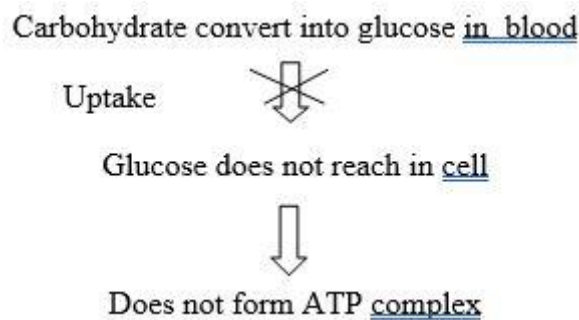 Carbohydrate convert into glucose in blood
Uptake
Glucose does not reach in cell
Does not form ATP complex